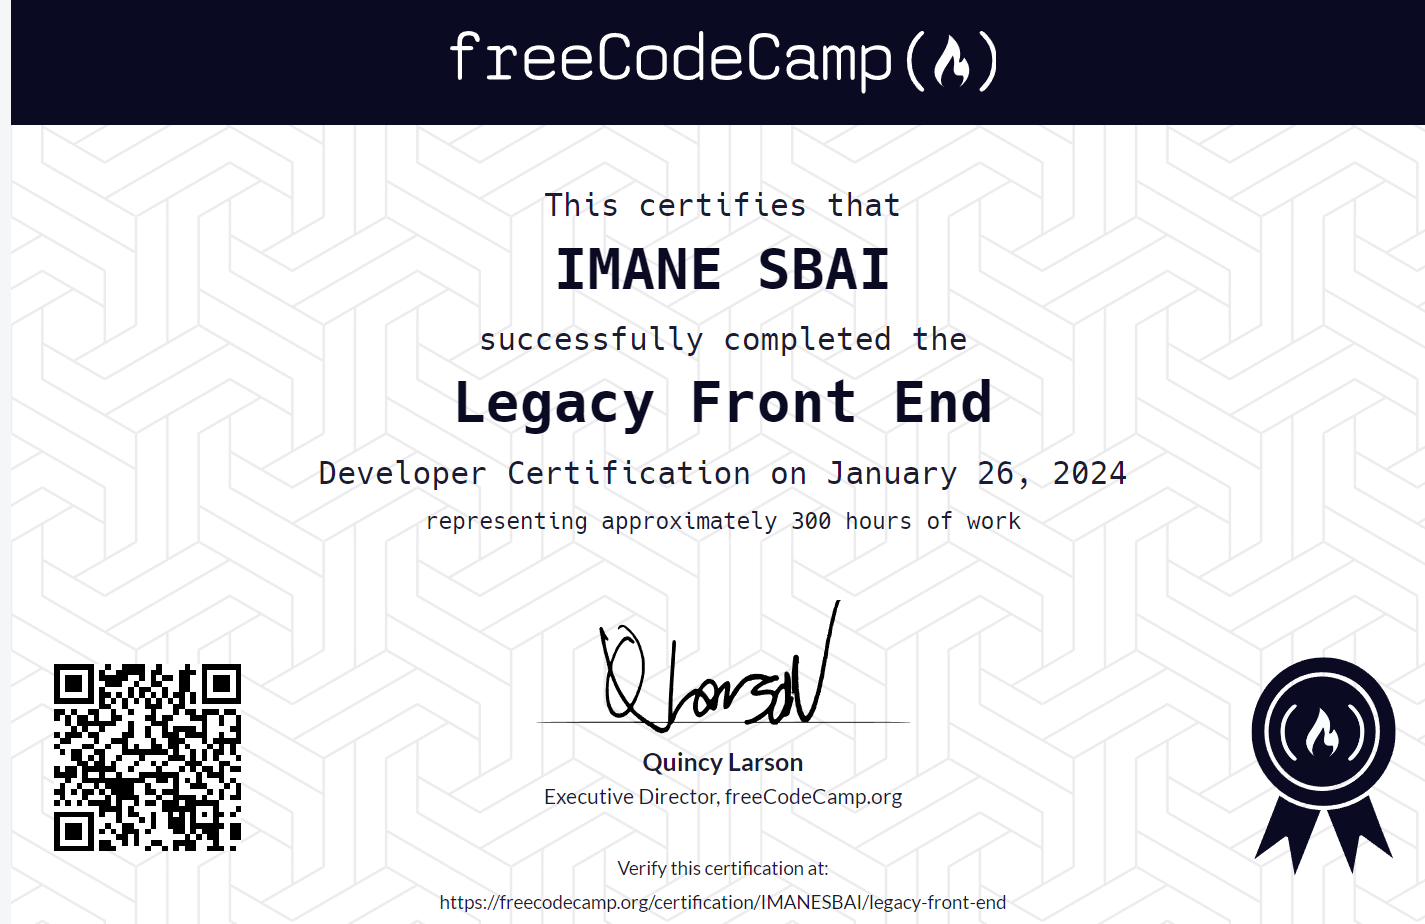 freeCodeCamp
This certifies that
IMANE SBAI
successfully completed the
Legacy Front End
Developer Certification on January 26, 2024
representing approximately 300 hours of work
Q Larson
Quincy Larson
Executive Director, freeCodeCamp.org
Verify this certification at:
https://freecodecamp.org/certification/IMANESBAI/legacy-front-end